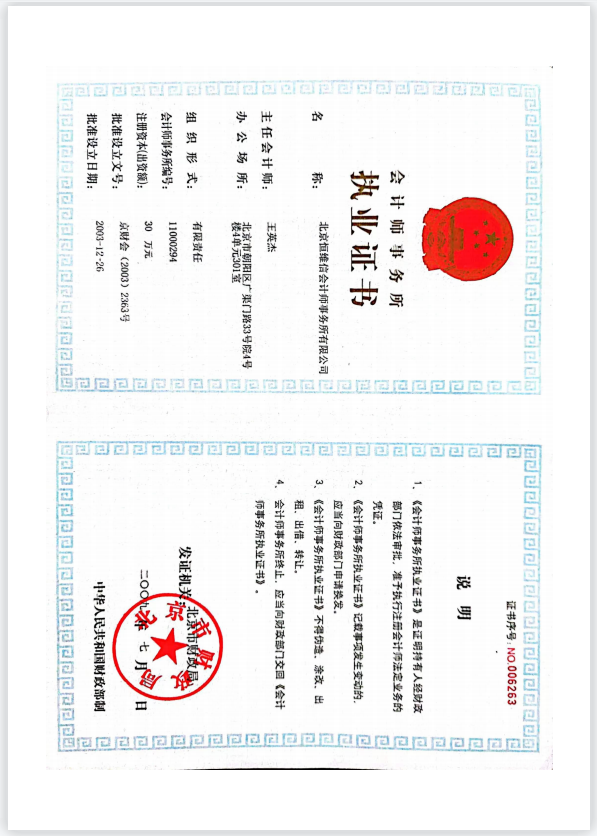 会计师事务所
执业证书
名 称： 北京恒维信会计师事务所有限公司
主任会计师： 王英杰
办公场所： 北京市朝阳区广渠门路33号院4号
楼4单元301室
组织形式： 有限责任
会计师事务所编号： 11000294
注册资本(出资额)： 30 万元
批准设立文号： 京财会（2003）2363号
批准设立日期： 2003-12-26
证书序号：NO.006263
说 明
1、《会计师事务所执业证书》是证明持有人经财政
部门依法审批，准予执行注册会计师法定业务的
凭证。
2、《会计师事务所执业证书》记载事项发生变动的，
应当向财政部门申请换发。
3、《会计师事务所执业证书》不得伪造、涂改、出
租、出借、转让。
4、会计师事务所终止，应当向财政部门交回《会计
师事务所执业证书》。
发证机关：北京市财政局
二〇〇九年 七 月 日
中华人民共和国财政部制
北京市财政局